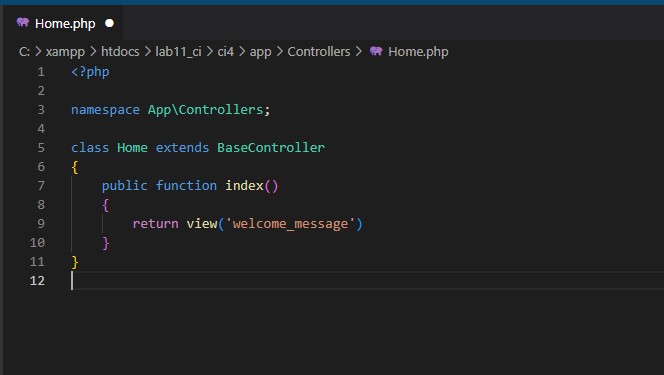 Home.php
C: > xampp > htdocs > lab11_ci > ci4 > app > Controllers > Home.php
1 <?php
2
3 namespace App\Controllers;
4
5 class Home extends BaseController
6 {
7     public function index()
8     {
9         return view('welcome_message')
10     }
11 }
12